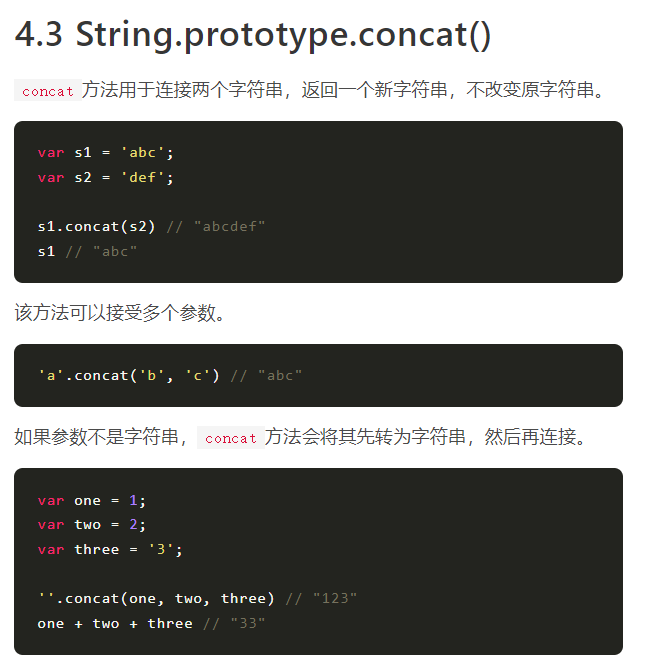 4.3 String.prototype.concat()
concat 方法用于连接两个字符串，返回一个新字符串，不改变原字符串。
var s1 = 'abc';
var s2 = 'def';
s1.concat(s2) // "abcdef"
s1 // "abc"
该方法可以接受多个参数。
'a'.concat('b', 'c') // "abc"
如果参数不是字符串，concat 方法会将其先转为字符串，然后再连接。
var one = 1;
var two = 2;
var three = '3';
''.concat(one, two, three) // "123"
one + two + three // "33"